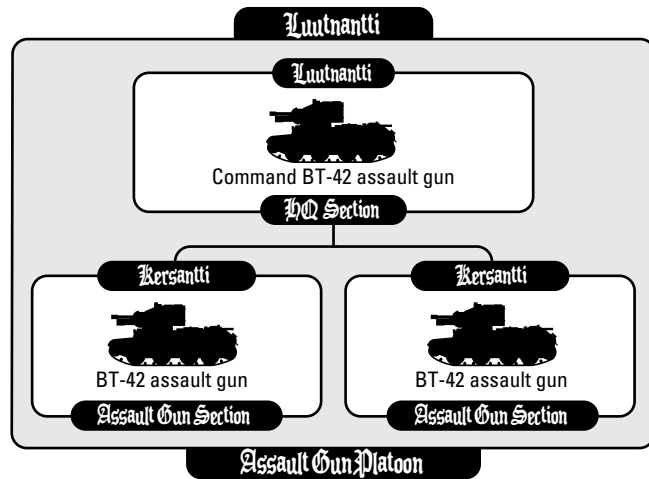 Luutnantti
Luutnantti
Command BT-42 assault gun
HQ Section
Kersantti
Kersantti
BT-42 assault gun
BT-42 assault gun
Assault Gun Section
Assault Gun Section
Assault Gun Platoon